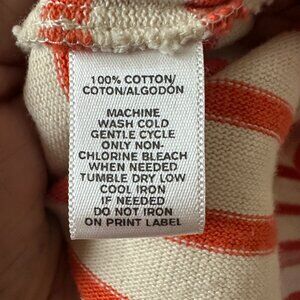 100% COTTON/
COTON/ALGODÓN
MACHINE
WASH COLD
GENTLE CYCLE
ONLY NON-
CHLORINE BLEACH
WHEN NEEDED
TUMBLE DRY LOW
COOL IRON
IF NEEDED
DO NOT IRON
ON PRINT LABEL